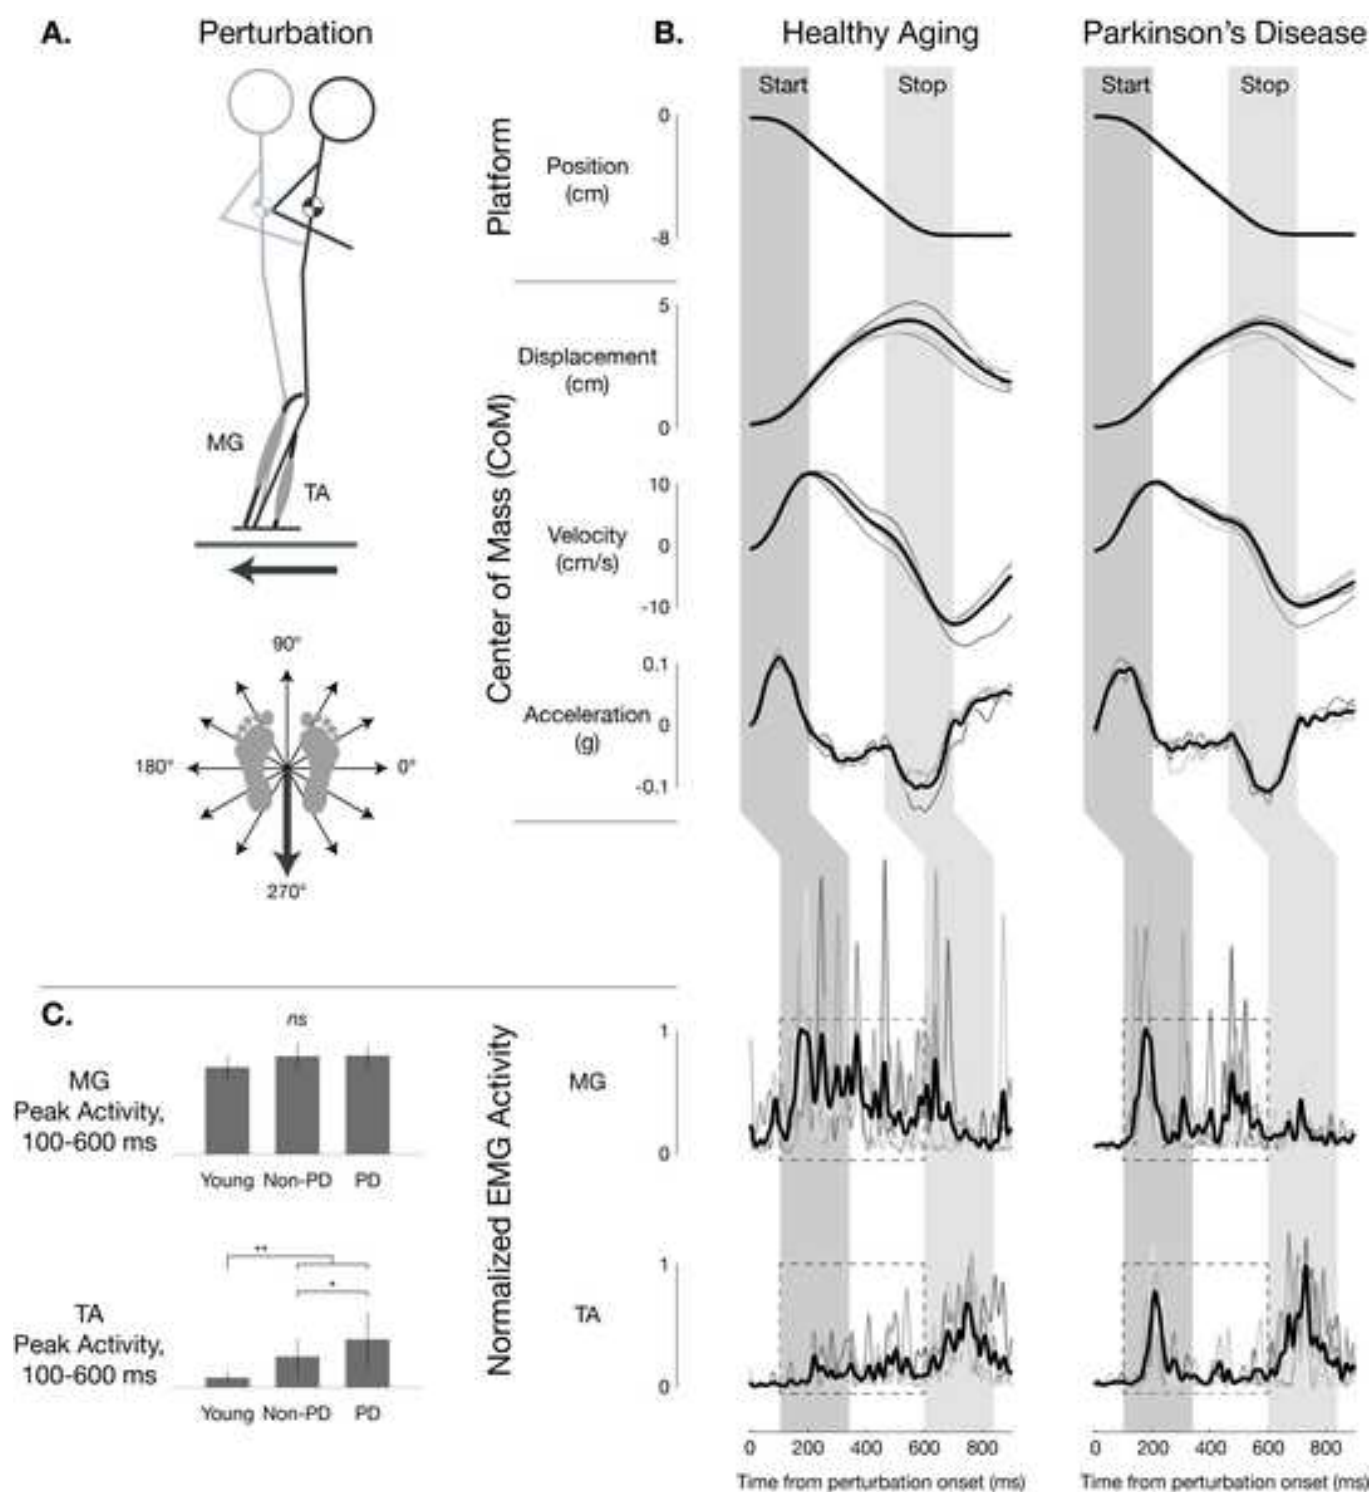 A.
Perturbation
MG
TA
90°
180°
0°
270°
B.
Healthy Aging
Parkinson's Disease
Start
Stop
Start
Stop
Platform
Position
(cm)
0
-8
Center of Mass (CoM)
Displacement
(cm)
5
0
Velocity
(cm/s)
10
0
-10
Acceleration
(g)
0.1
0
-0.1
Normalized EMG Activity
MG
1
0
TA
1
0
0 200 400 600 800
Time from perturbation onset (ms)
0 200 400 600 800
Time from perturbation onset (ms)
C.
ns
MG
Peak Activity,
100-600 ms
Young Non-PD PD
**
*
TA
Peak Activity,
100-600 ms
Young Non-PD PD